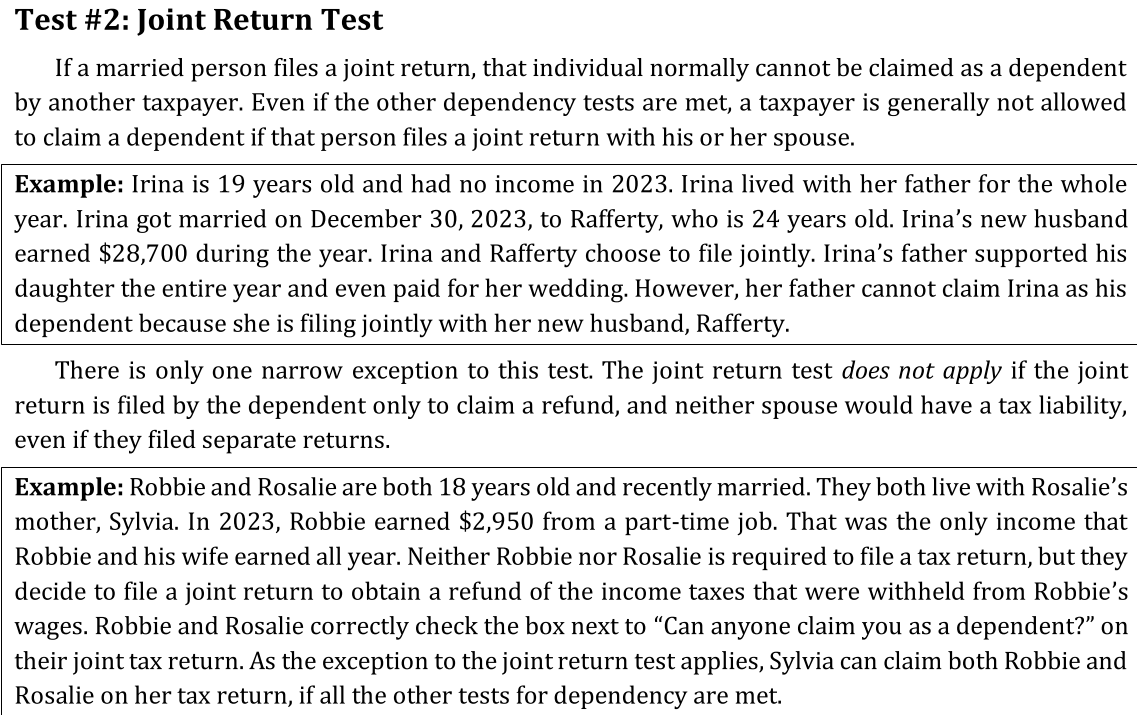 Test #2: Joint Return Test
If a married person files a joint return, that individual normally cannot be claimed as a dependent
by another taxpayer. Even if the other dependency tests are met, a taxpayer is generally not allowed
to claim a dependent if that person files a joint return with his or her spouse.
Example: Irina is 19 years old and had no income in 2023. Irina lived with her father for the whole
year. Irina got married on December 30, 2023, to Rafferty, who is 24 years old. Irina’s new husband
earned $28,700 during the year. Irina and Rafferty choose to file jointly. Irina’s father supported his
daughter the entire year and even paid for her wedding. However, her father cannot claim Irina as his
dependent because she is filing jointly with her new husband, Rafferty.
There is only one narrow exception to this test. The joint return test does not apply if the joint
return is filed by the dependent only to claim a refund, and neither spouse would have a tax liability,
even if they filed separate returns.
Example: Robbie and Rosalie are both 18 years old and recently married. They both live with Rosalie’s
mother, Sylvia. In 2023, Robbie earned $2,950 from a part-time job. That was the only income that
Robbie and his wife earned all year. Neither Robbie nor Rosalie is required to file a tax return, but they
decide to file a joint return to obtain a refund of the income taxes that were withheld from Robbie’s
wages. Robbie and Rosalie correctly check the box next to “Can anyone claim you as a dependent?” on
their joint tax return. As the exception to the joint return test applies, Sylvia can claim both Robbie and
Rosalie on her tax return, if all the other tests for dependency are met.